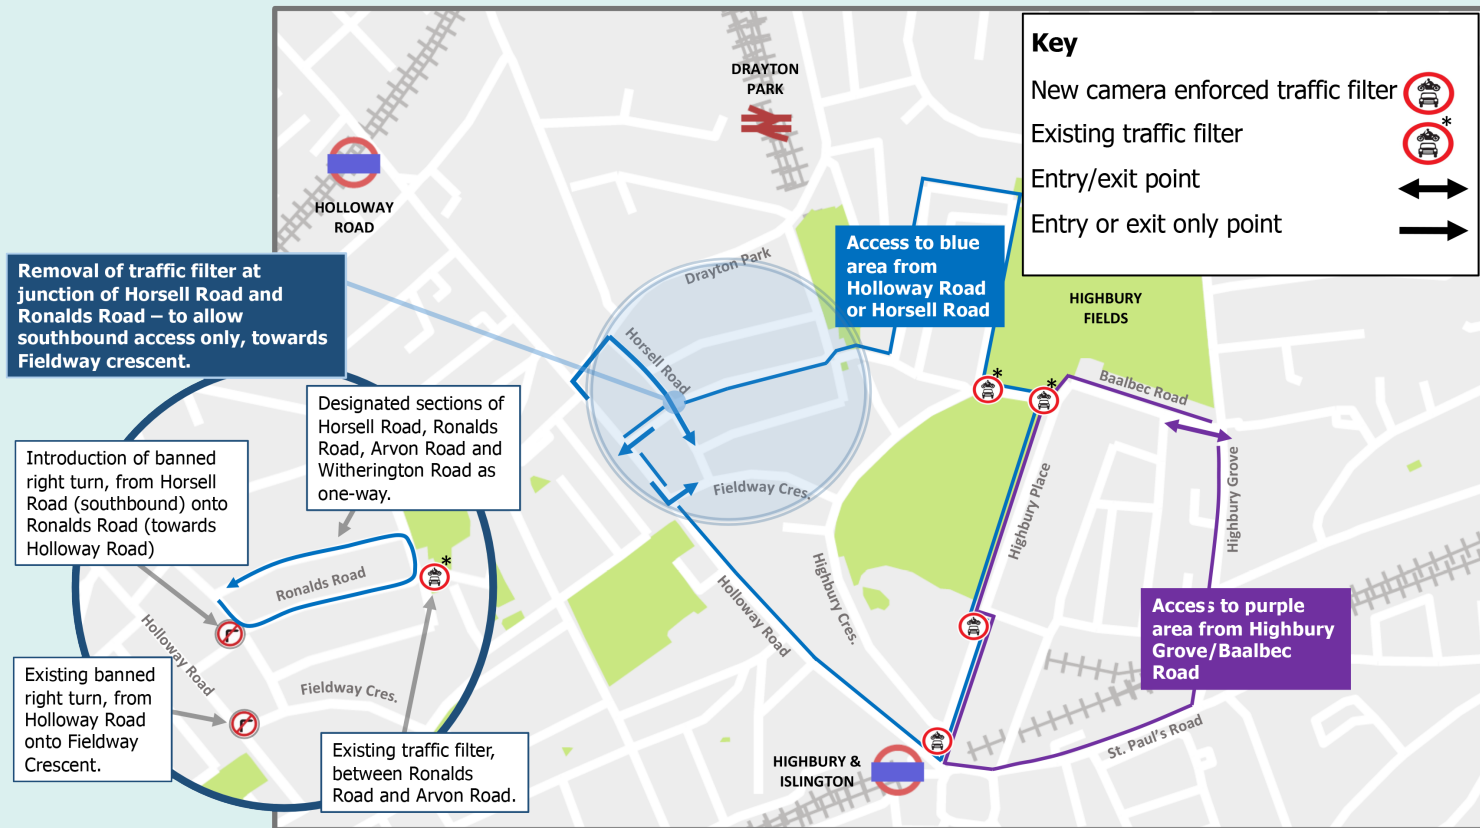 Key
New camera enforced traffic filter
Existing traffic filter
*
Entry/exit point
Entry or exit only point
DRAYTON
PARK
HOLLOWAY
ROAD
Removal of traffic filter at
junction of Horsell Road and
Ronalds Road – to allow
southbound access only, towards
Fieldway crescent.
Drayton Park
Access to blue
area from
Holloway Road
or Horsell Road
HIGHBURY
FIELDS
Horsell Road
*
*
Baalbec Road
Designated sections of
Horsell Road, Ronalds
Road, Arvon Road and
Witherington Road as
one-way.
Introduction of banned
right turn, from Horsell
Road (southbound) onto
Ronalds Road (towards
Holloway Road)
Fieldway Cres.
Highbury Place
Highbury Grove
*
Ronalds Road
Highbury Cres.
Holloway Road
Access to purple
area from Highbury
Grove/Baalbec
Road
Holloway Road
Existing banned
right turn, from
Holloway Road
onto Fieldway
Crescent.
Fieldway Cres.
Existing traffic filter,
between Ronalds
Road and Arvon Road.
HIGHBURY &
ISLINGTON
St. Paul's Road